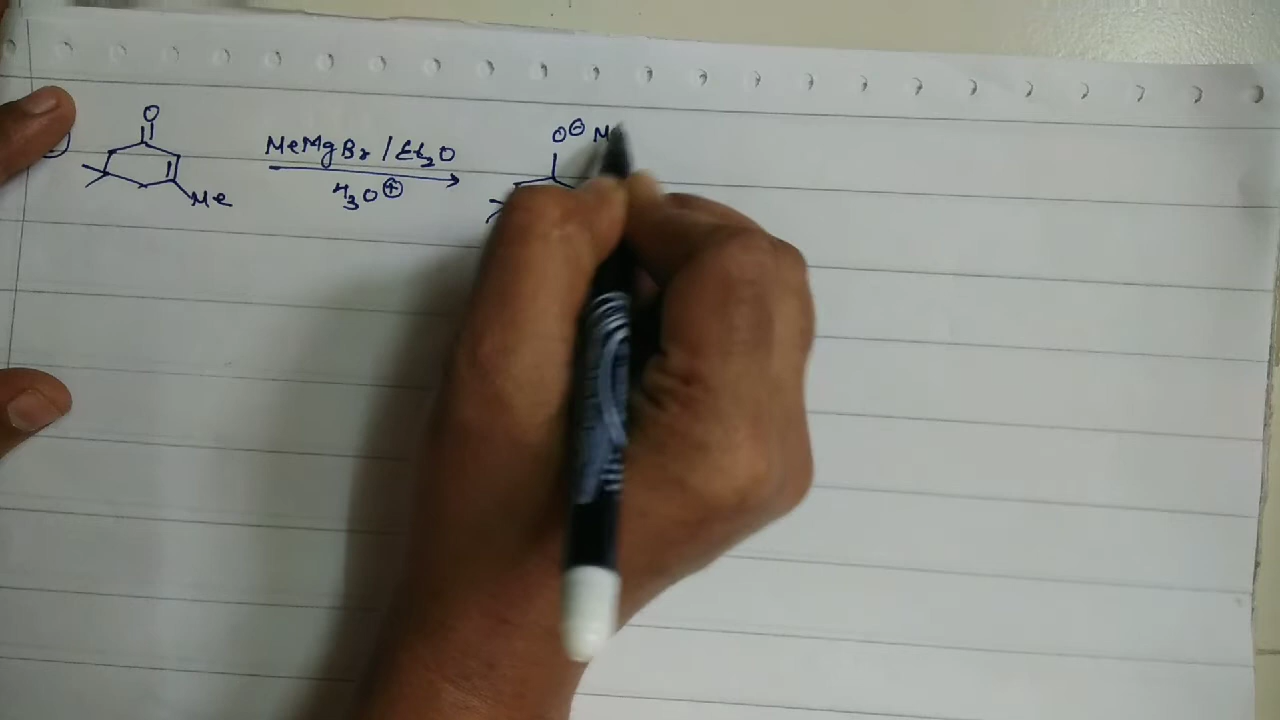 O
MeMgBr / Et2O
H3O⊕
Me
O⊖ M